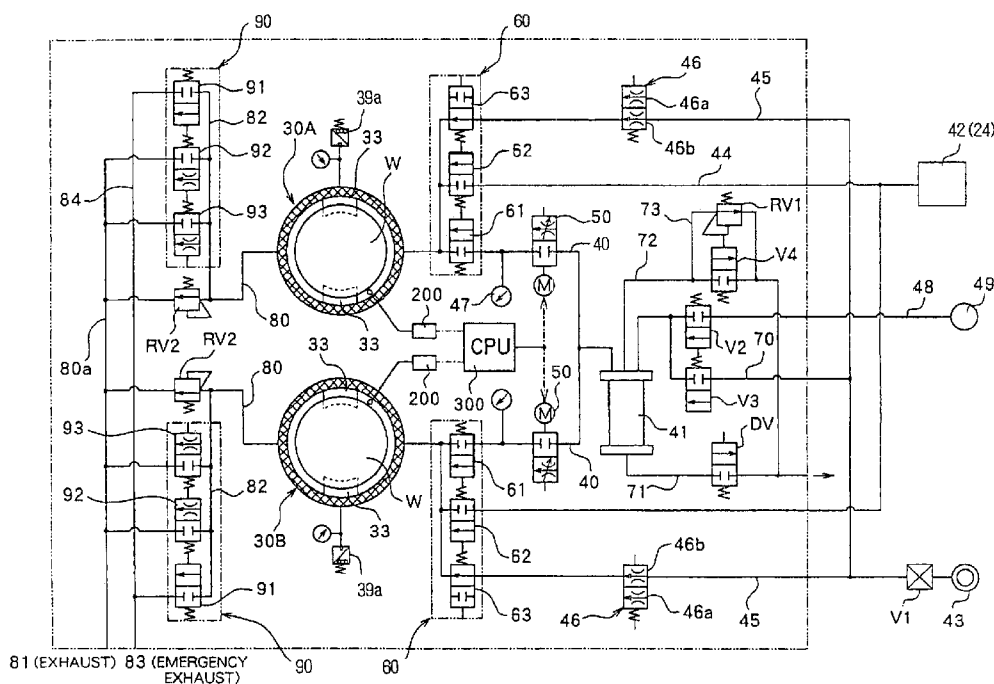 90
60
91
82
39a
63
46
46a
45
30A
33
W
92
62
46b
42 (24)
44
84
RV1
93
61
50
73
40
V4
72
47
M
48
49
80
RV2
RV2
200
CPU
V2
80a
33
70
80
200
300
M
50
V3
93
41
DV
82
61
40
71
92
W
30B
33
62
46b
39a
91
63
46
46a
45
V1
43
81 (EXHAUST)
83 (EMERGENCY
EXHAUST)
90
60
33